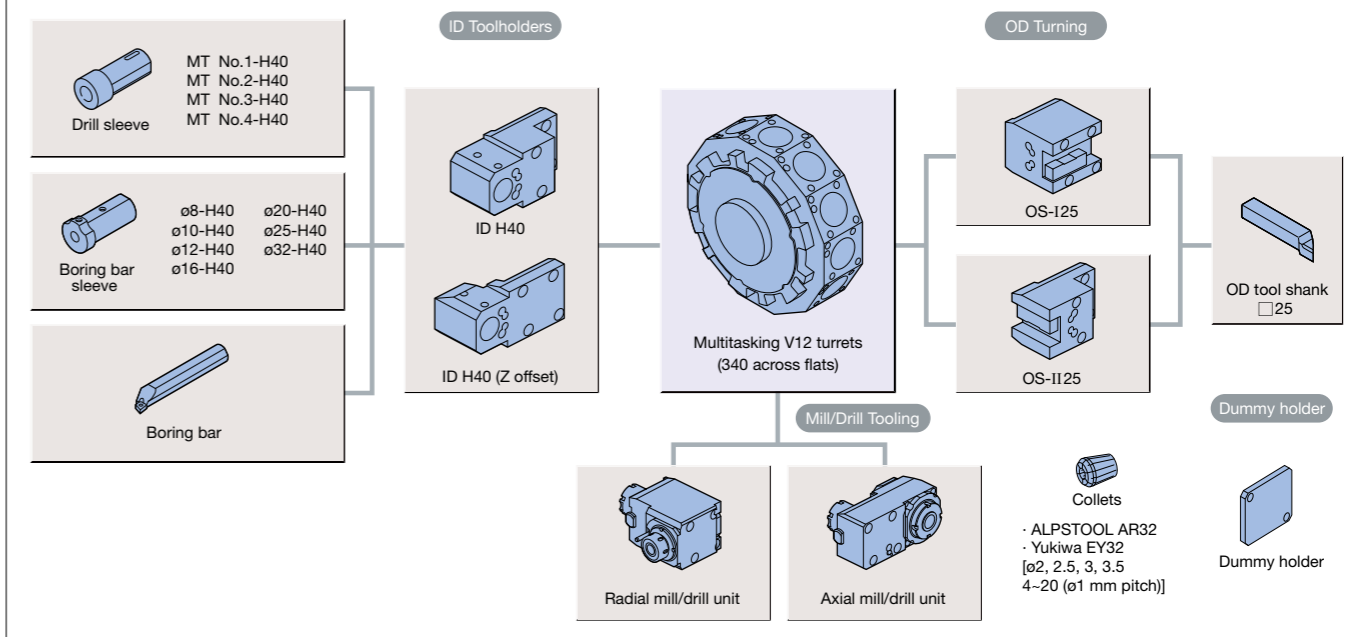 ID Toolholders
OD Turning
MT No.1-H40
MT No.2-H40
MT No.3-H40
MT No.4-H40
Drill sleeve
ø8-H40 ø20-H40
ø10-H40 ø25-H40
ø12-H40 ø32-H40
ø16-H40
Boring bar
sleeve
Boring bar
ID H40
ID H40 (Z offset)
Multitasking V12 turrets
(340 across flats)
OS-I25
OS-II25
OD tool shank
□25
Mill/Drill Tooling
Radial mill/drill unit
Axial mill/drill unit
Collets
· ALPSTOOL AR32
· Yukiwa EY32
[ø2, 2.5, 3, 3.5
4~20 (ø1 mm pitch)]
Dummy holder
Dummy holder